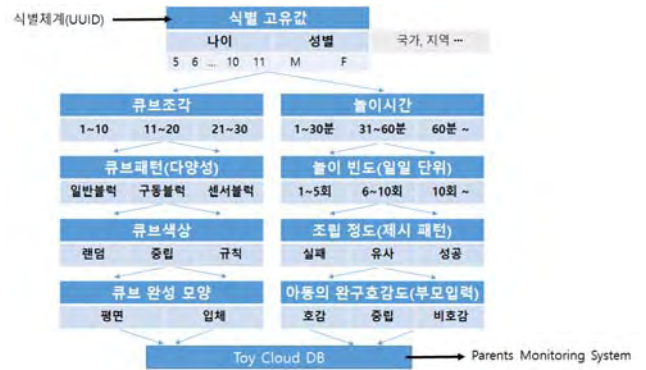 식별체계(UUID)
식별 고유값
나이 성별
국가, 지역 …
5 6 … 10 11 M F
큐브조각
1~10 11~20 21~30
큐브패턴(다양성)
일반블럭 구동블럭 센서블럭
큐브색상
랜덤 중립 규칙
큐브 완성 모양
평면 입체
놀이시간
1~30분 31~60분 60분 ~
놀이 빈도(일일 단위)
1~5회 6~10회 10회 ~
조립 정도(제시 패턴)
실패 유사 성공
아동의 완구호감도(부모입력)
호감 중립 비호감
Toy Cloud DB
Parents Monitoring System